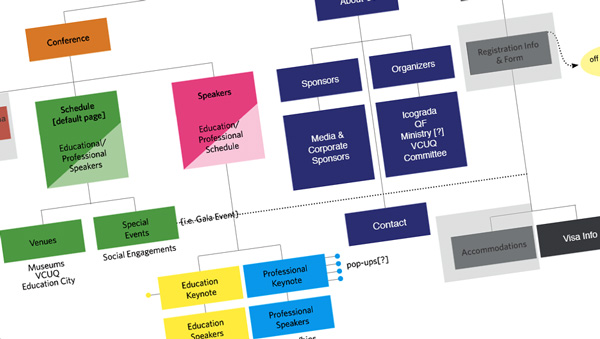 Conference
Schedule
[default page]
Educational/
Professional
Speakers
Speakers
Education/
Professional
Schedule
About
Sponsors
Organizers
Media &
Corporate
Sponsors
Icograda
QF
Ministry [?]
VCUQ
Committee
Registration Info
& Form
off
Venues
Museums
VCUQ
Education City
Special
Events
Social Engagements
[i.e. Gala Event]
Contact
Accommodations
Visa Info
Education
Keynote
Professional
Keynote
pop-ups[?]
Education
Speakers
Professional
Speakers